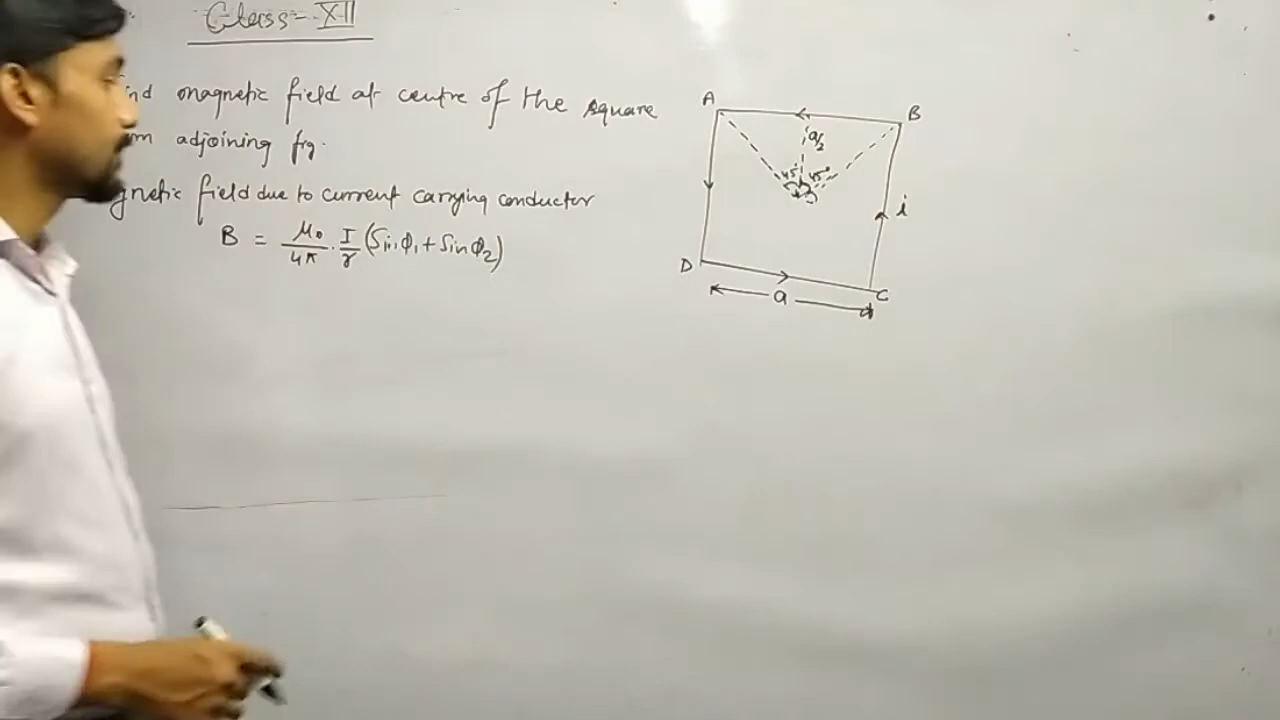 Class - XII
nd magnetic field at centre of the square
m adjoining fig.
gnetic field due to current carrying conductor
B = μ₀/4π · I/r (Sin φ₁ + Sin φ₂)
A
B
a/2
45° 45°
i
D
C
a